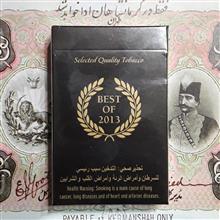 Selected Quality Tobacco
BEST
OF
2013
تحذير صحي: التدخين سبب رئيسي
للسرطان وأمراض الرئة وأمراض القلب والشرايين
Health Warning: Smoking is a main cause of lung
cancer, lung diseases and of heart and arteries diseases
PAYABLE AT KERMANSHAH ONLY